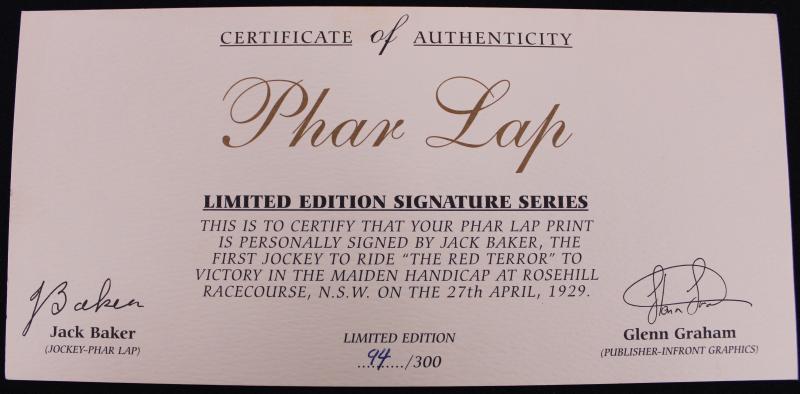 CERTIFICATE of AUTHENTICITY
Phar Lap
LIMITED EDITION SIGNATURE SERIES
THIS IS TO CERTIFY THAT YOUR PHAR LAP PRINT
IS PERSONALLY SIGNED BY JACK BAKER, THE
FIRST JOCKEY TO RIDE “THE RED TERROR” TO
VICTORY IN THE MAIDEN HANDICAP AT ROSEHILL
RACECOURSE, N.S.W. ON THE 27th APRIL, 1929.
J Baker
Jack Baker
(JOCKEY-PHAR LAP)
LIMITED EDITION
94/300
Glenn Graham
(PUBLISHER-INFRONT GRAPHICS)